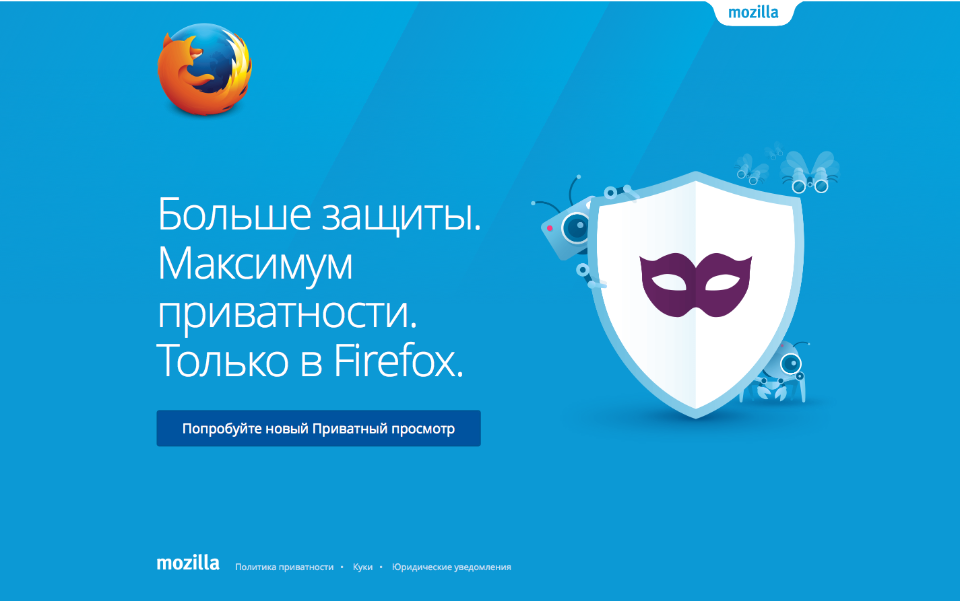 mozilla
Больше защиты.
Максимум
приватности.
Только в Firefox.
Попробуйте новый Приватный просмотр
mozilla Политика приватности • Куки • Юридические уведомления